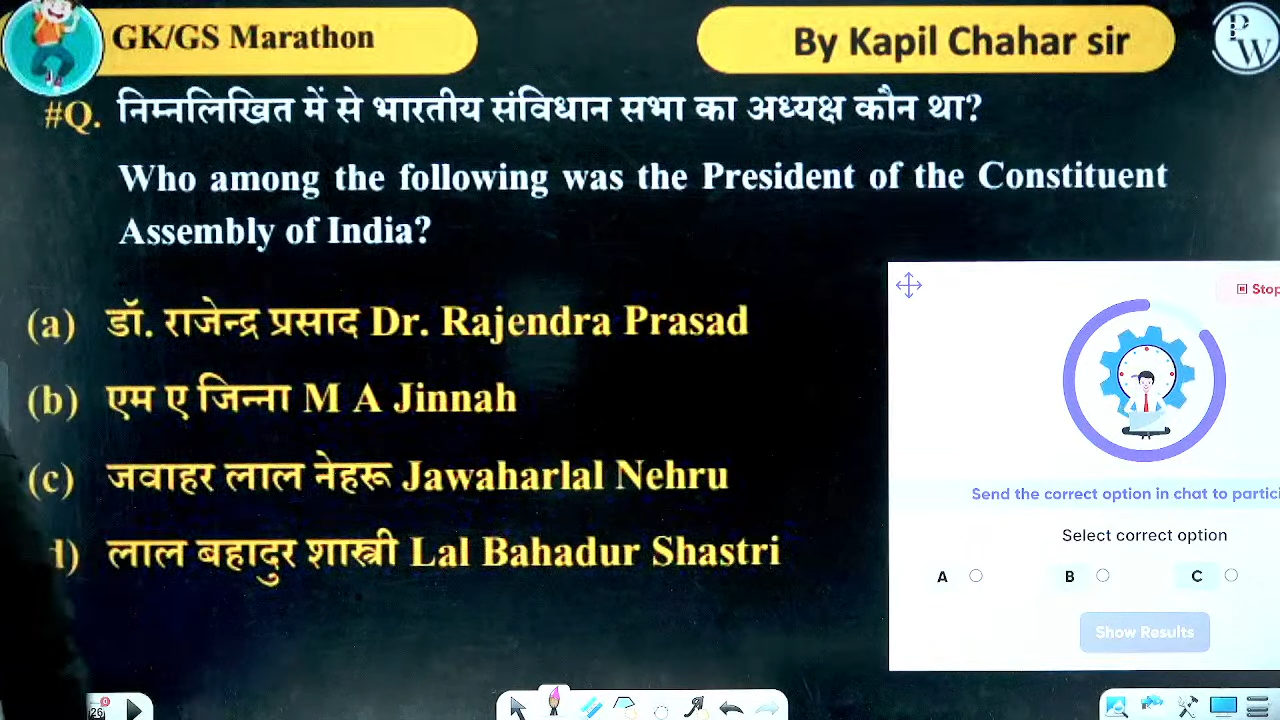 GK/GS Marathon
By Kapil Chahar sir
PW
#Q. निम्नलिखित में से भारतीय संविधान सभा का अध्यक्ष कौन था?
Who among the following was the President of the Constituent
Assembly of India?
(a) डॉ. राजेन्द्र प्रसाद Dr. Rajendra Prasad
(b) एम ए जिन्ना M A Jinnah
(c) जवाहर लाल नेहरू Jawaharlal Nehru
d) लाल बहादुर शास्त्री Lal Bahadur Shastri
Stop
Send the correct option in chat to partici
Select correct option
A B C
Show Results
26